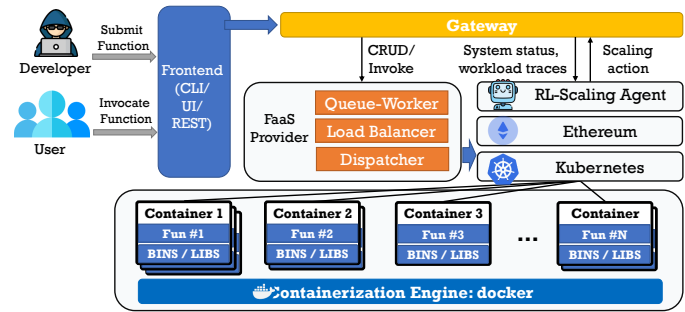 Submit
Function
Developer
Invocate
Function
User
Frontend
(CLI/
UI/
REST)
Gateway
CRUD/
Invoke
System status,
workload traces
Scaling
action
FaaS
Provider
Queue-Worker
Load Balancer
Dispatcher
RL-Scaling Agent
Ethereum
Kubernetes
Container 1
Fun #1
BINS / LIBS
Container 2
Fun #2
BINS / LIBS
Container 3
Fun #3
BINS / LIBS
...
Container
Fun #N
BINS / LIBS
Containerization Engine: docker